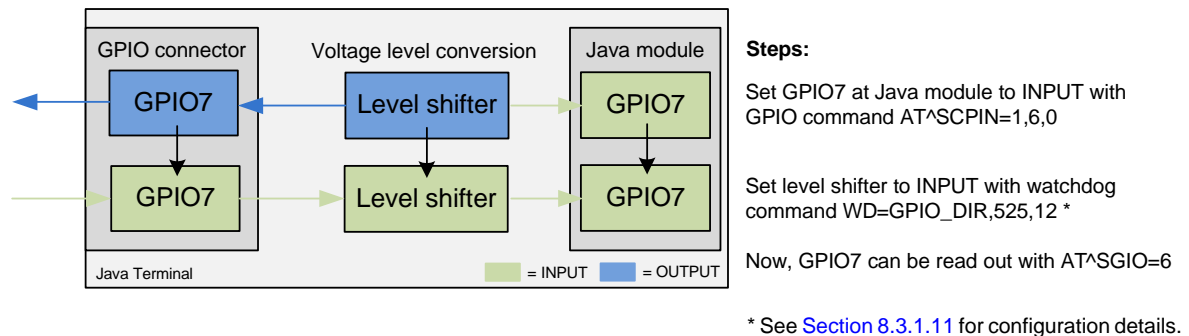 GPIO connector
Voltage level conversion
Java module
GPIO7
Level shifter
GPIO7
GPIO7
Level shifter
GPIO7
Java Terminal
= INPUT
= OUTPUT
Steps:
Set GPIO7 at Java module to INPUT with
GPIO command AT^SCPIN=1,6,0
Set level shifter to INPUT with watchdog
command WD=GPIO_DIR,525,12 *
Now, GPIO7 can be read out with AT^SGIO=6
* See Section 8.3.1.11 for configuration details.